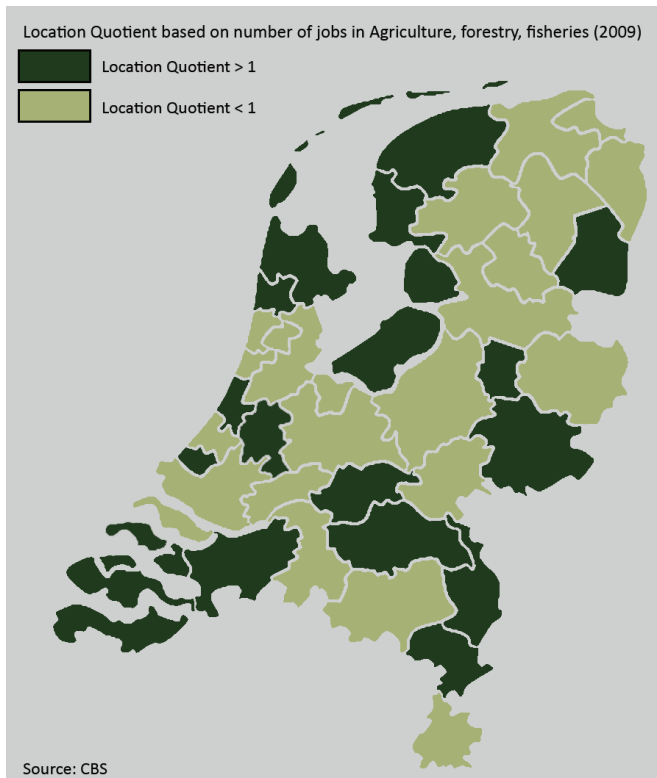 Location Quotient based on number of jobs in Agriculture, forestry, fisheries (2009)
Location Quotient > 1
Location Quotient < 1
Source: CBS